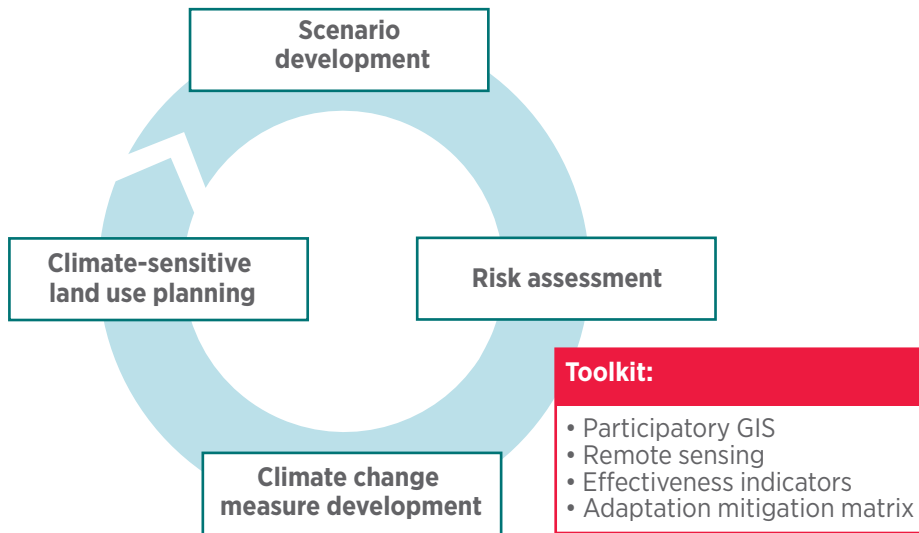 Scenario
development
Climate-sensitive
land use planning
Risk assessment
Climate change
measure development
Toolkit:
• Participatory GIS
• Remote sensing
• Effectiveness indicators
• Adaptation mitigation matrix